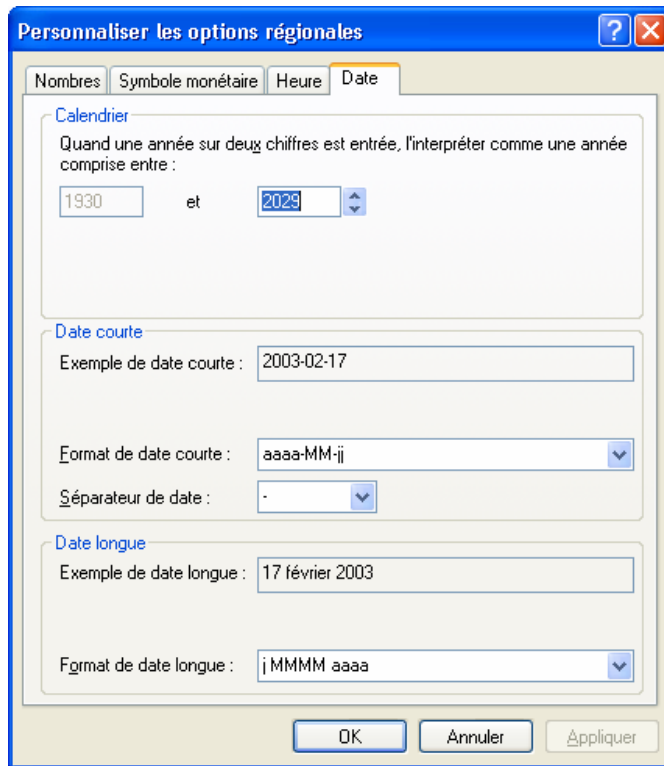 Personnaliser les options régionales
Nombres Symbole monétaire Heure Date
Calendrier
Quand une année sur deux chiffres est entrée, l'interpréter comme une année
comprise entre :
1930 et 2029
Date courte
Exemple de date courte : 2003-02-17
Format de date courte : aaaa-MM-jj
Séparateur de date : -
Date longue
Exemple de date longue : 17 février 2003
Format de date longue : j MMMM aaaa
OK Annuler Appliquer